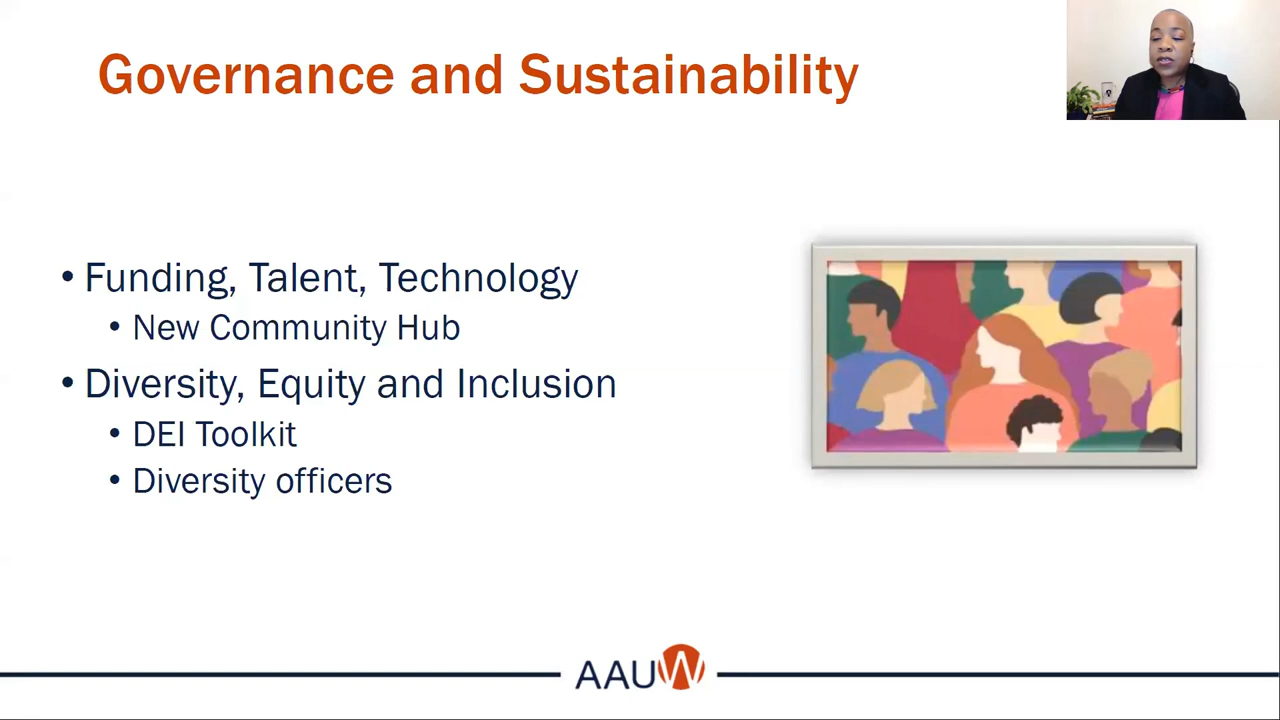 Governance and Sustainability
• Funding, Talent, Technology
• New Community Hub
• Diversity, Equity and Inclusion
• DEI Toolkit
• Diversity officers
AAUW